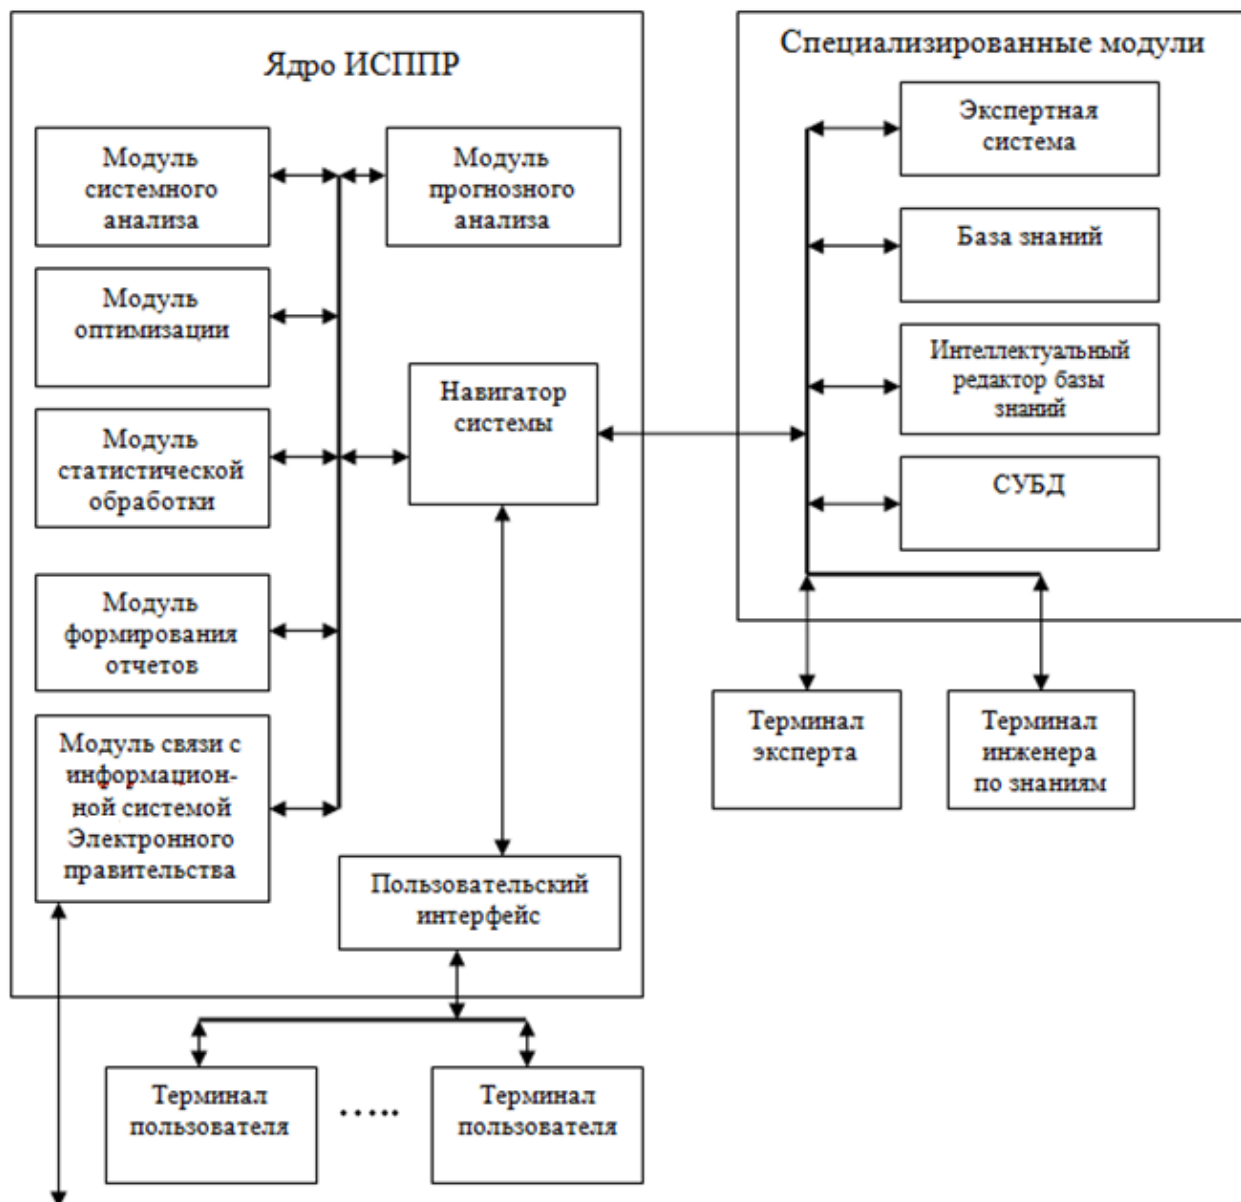 Ядро ИСППР
Модуль
системного
анализа
Модуль
прогнозного
анализа
Модуль
оптимизации
Навигатор
системы
Модуль
статистической
обработки
Модуль
формирования
отчетов
Модуль связи с
информацион-
ной системой
Электронного
правительства
Пользовательский
интерфейс
Терминал
пользователя
.....
Терминал
пользователя
Специализированные модули
Экспертная
система
База знаний
Интеллектуальный
редактор базы
знаний
СУБД
Терминал
эксперта
Терминал
инженера
по знаниям